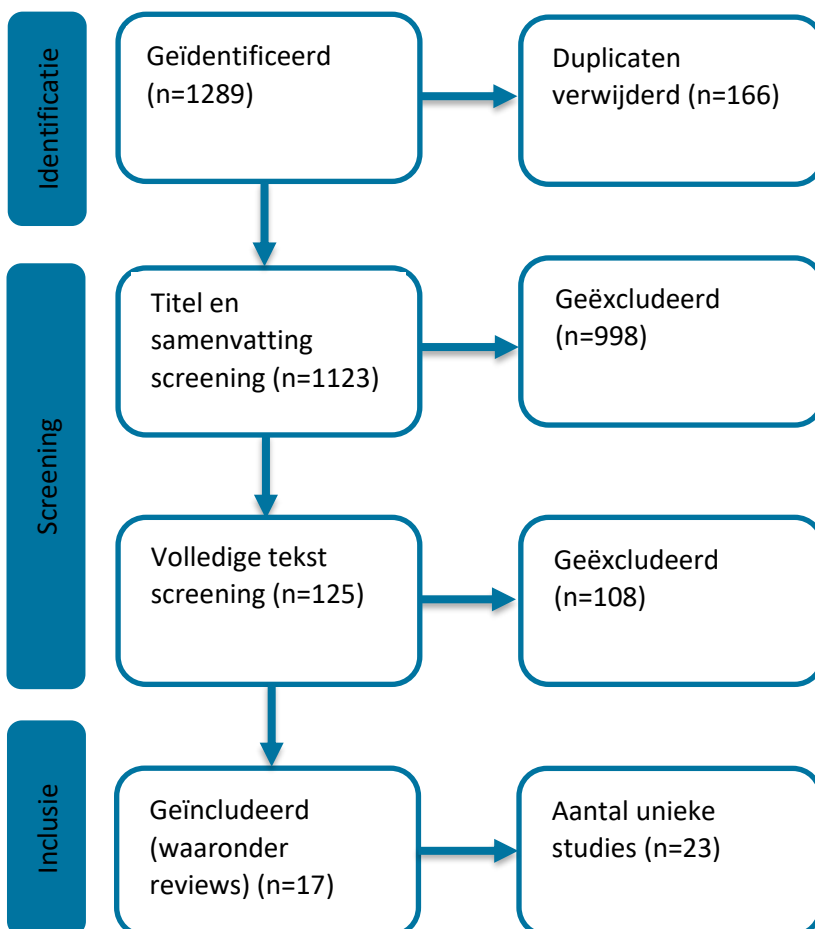 Identificatie
Geïdentificeerd
(n=1289)
Duplicaten
verwijderd (n=166)
Screening
Titel en
samenvatting
screening (n=1123)
Geëxcludeerd
(n=998)
Volledige tekst
screening (n=125)
Geëxcludeerd
(n=108)
Inclusie
Geïncludeerd
(waaronder
reviews) (n=17)
Aantal unieke
studies (n=23)